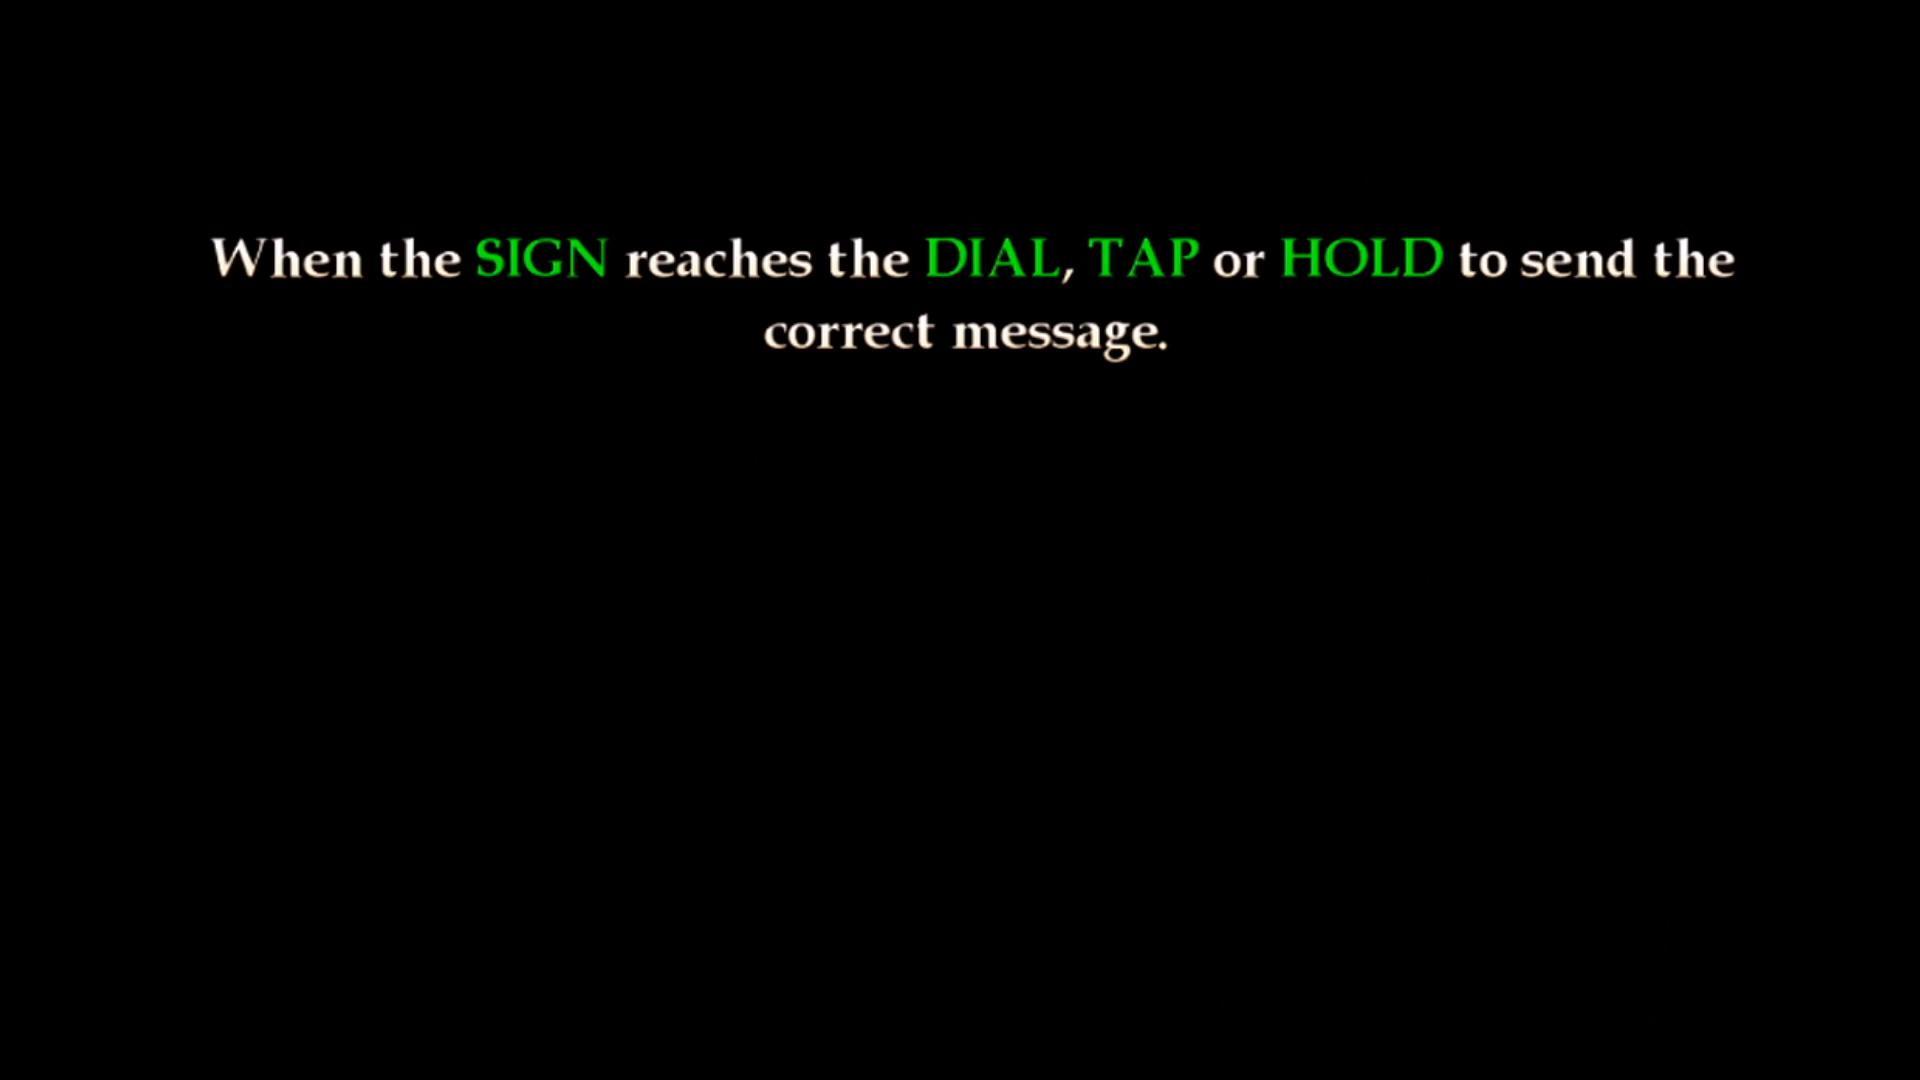 When the SIGN reaches the DIAL, TAP or HOLD to send the
correct message.